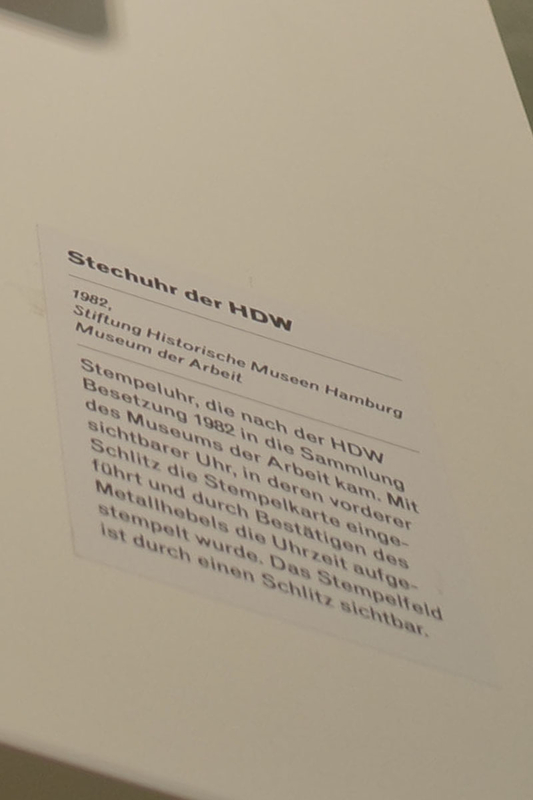 Stechuhr der HDW
1982,
Stiftung Historische Museen Hamburg
Museum der Arbeit
Stempeluhr, die nach der HDW
Besetzung 1982 in die Sammlung
des Museums der Arbeit kam. Mit
sichtbarer Uhr, in deren vorderer
Schlitz die Stempelkarte einge-
führt und durch Bestätigen des
Metallhebels die Uhrzeit aufge-
stempelt wurde. Das Stempelfeld
ist durch einen Schlitz sichtbar.